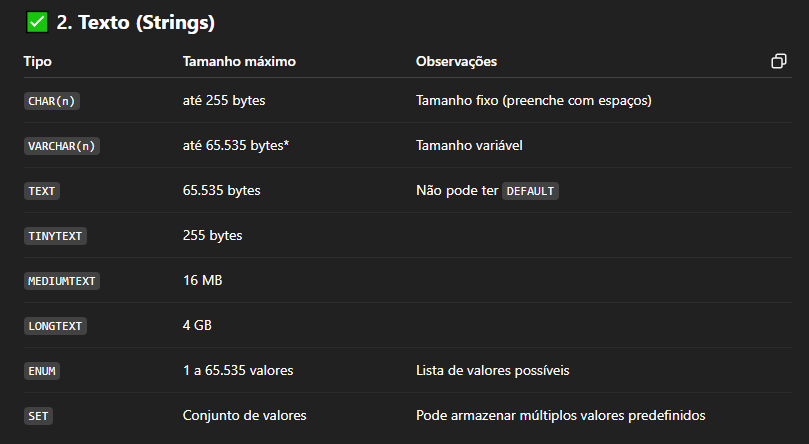 ✅ 2. Texto (Strings)
Tipo Tamanho máximo Observações
CHAR(n) até 255 bytes Tamanho fixo (preenche com espaços)
VARCHAR(n) até 65.535 bytes* Tamanho variável
TEXT 65.535 bytes Não pode ter DEFAULT
TINYTEXT 255 bytes
MEDIUMTEXT 16 MB
LONGTEXT 4 GB
ENUM 1 a 65.535 valores Lista de valores possíveis
SET Conjunto de valores Pode armazenar múltiplos valores predefinidos